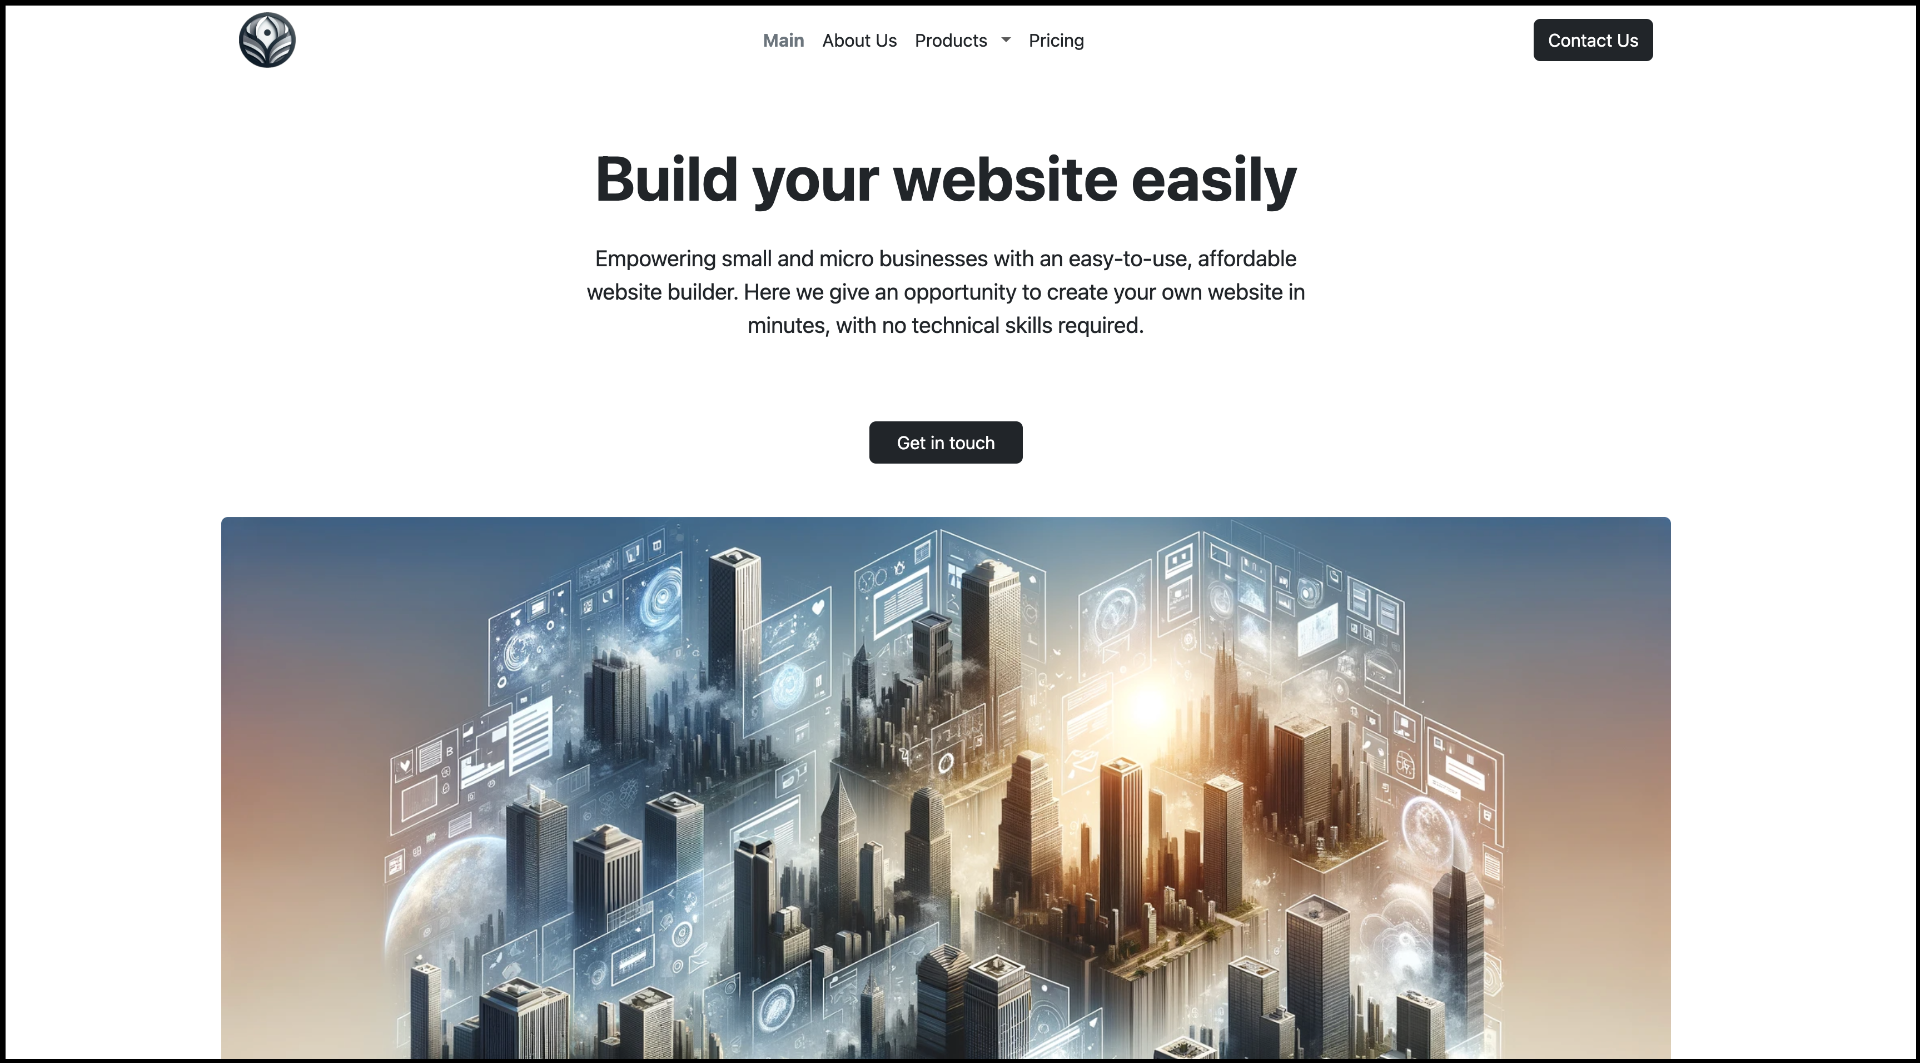 Main About Us Products Pricing Contact Us
Build your website easily
Empowering small and micro businesses with an easy-to-use, affordable
website builder. Here we give an opportunity to create your own website in
minutes, with no technical skills required.
Get in touch